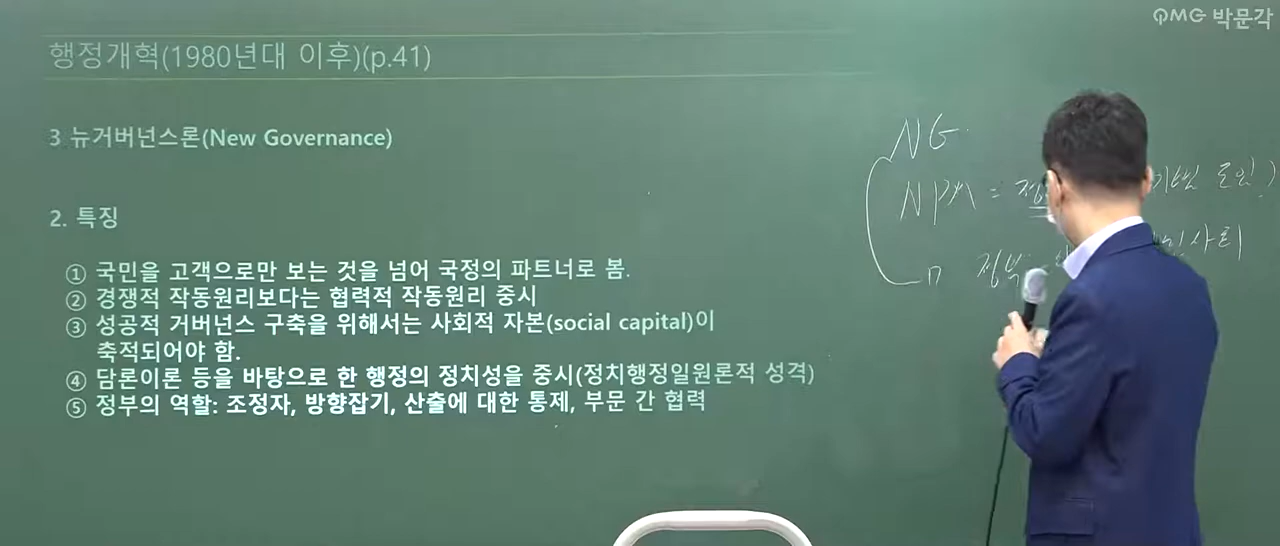 PMG 박문각
행정개혁(1980년대 이후)(p.41)
3 뉴거버넌스론(New Governance)
2. 특징
① 국민을 고객으로만 보는 것을 넘어 국정의 파트너로 봄.
② 경쟁적 작동원리보다는 협력적 작동원리 중시
③ 성공적 거버넌스 구축을 위해서는 사회적 자본(social capital)이
축적되어야 함.
④ 담론이론 등을 바탕으로 한 행정의 정치성을 중시(정치행정일원론적 성격)
⑤ 정부의 역할: 조정자, 방향잡기, 산출에 대한 통제, 부문 간 협력
NG
NPM =
정부